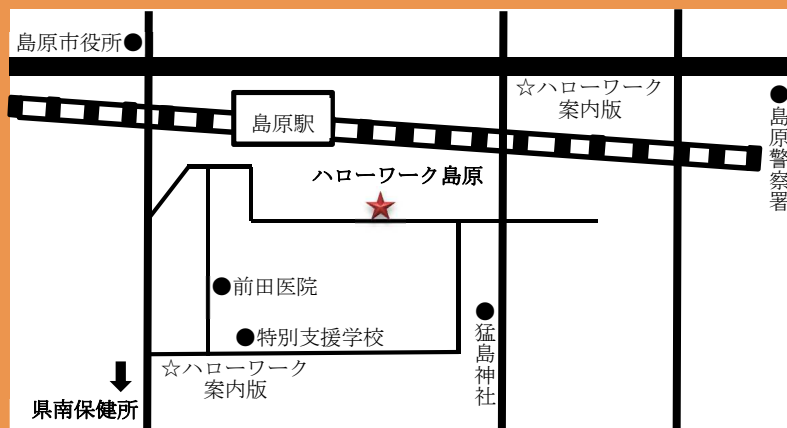 島原市役所●
☆ハローワーク
案内版
●島原警察署
島原駅
ハローワーク島原
●前田医院
●特別支援学校
●猛島神社
☆ハローワーク
案内版
県南保健所